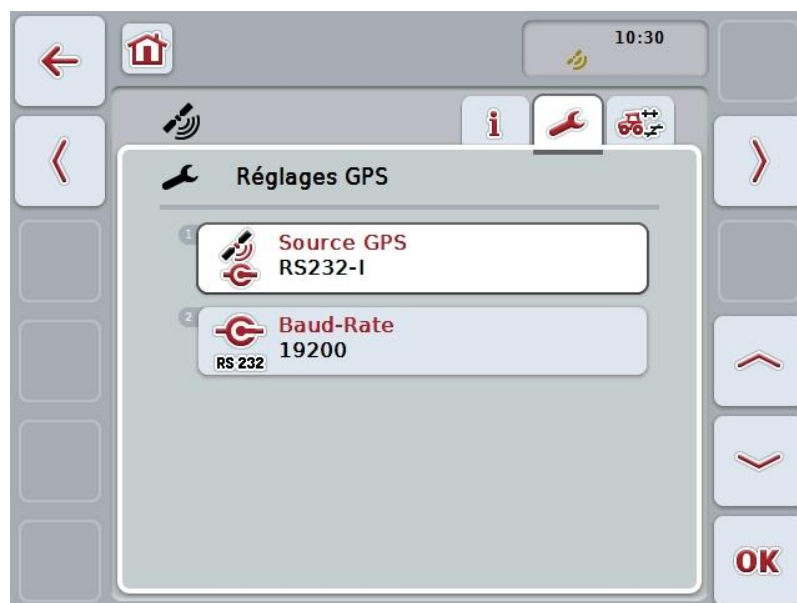 10:30
i
Réglages GPS
1
Source GPS
RS232-I
2
Baud-Rate
19200
RS 232
OK